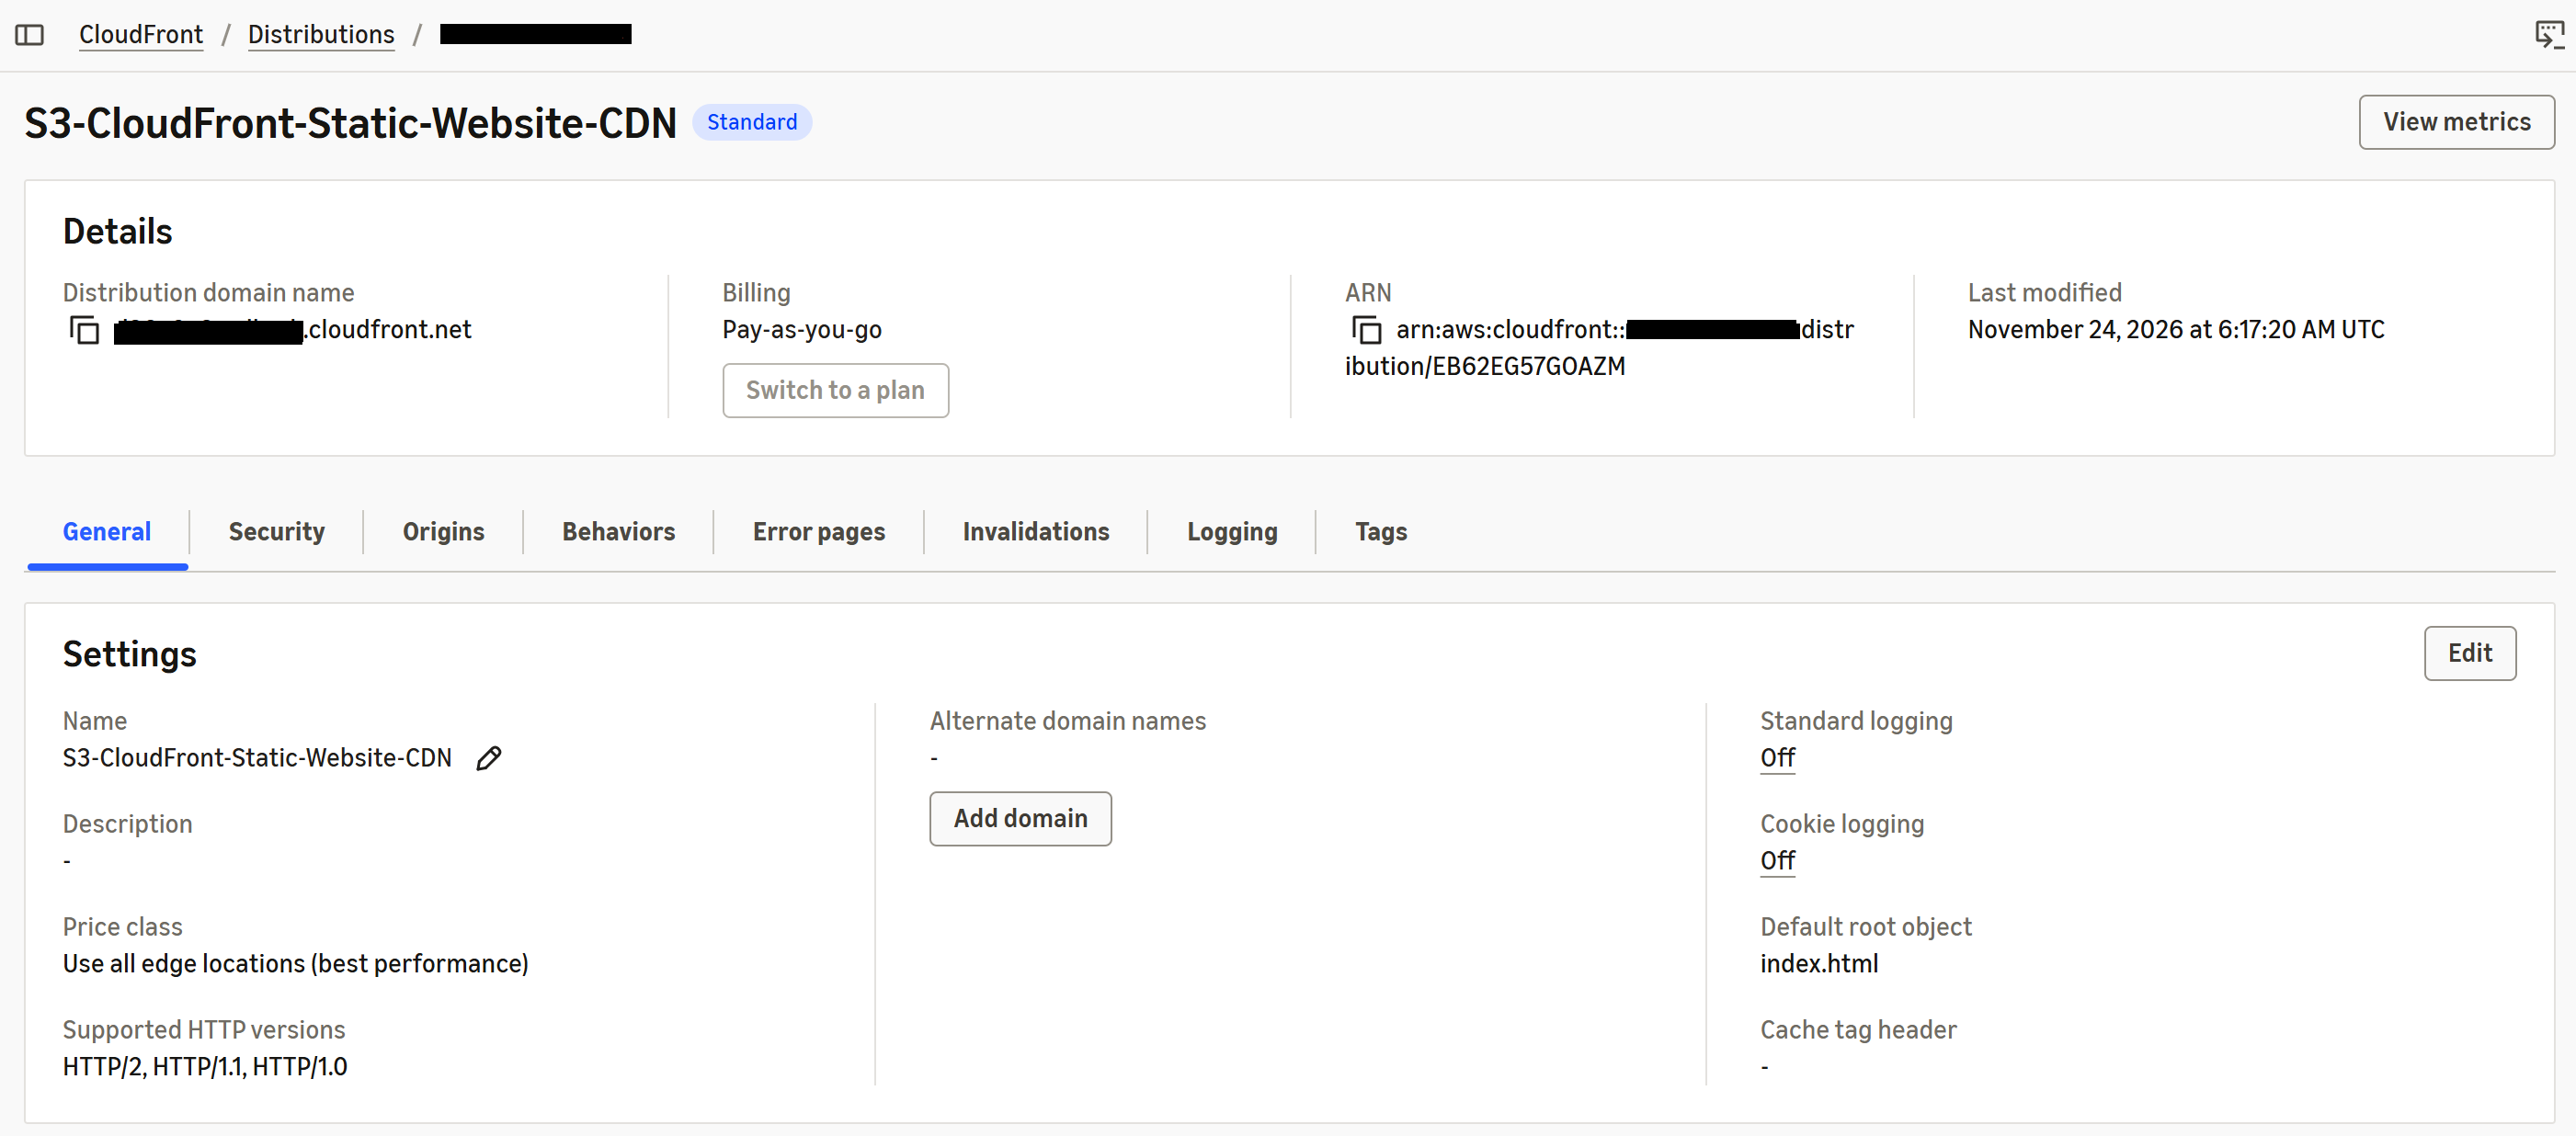 CloudFront / Distributions /
S3-CloudFront-Static-Website-CDN Standard
View metrics
Details
Distribution domain name
.cloudfront.net
Billing
Pay-as-you-go
Switch to a plan
ARN
arn:aws:cloudfront:: distr
ibution/EB62EG57GOAZM
Last modified
November 24, 2026 at 6:17:20 AM UTC
General Security Origins Behaviors Error pages Invalidations Logging Tags
Settings
Edit
Name
S3-CloudFront-Static-Website-CDN
Description
-
Price class
Use all edge locations (best performance)
Supported HTTP versions
HTTP/2, HTTP/1.1, HTTP/1.0
Alternate domain names
-
Add domain
Standard logging
Off
Cookie logging
Off
Default root object
index.html
Cache tag header
-